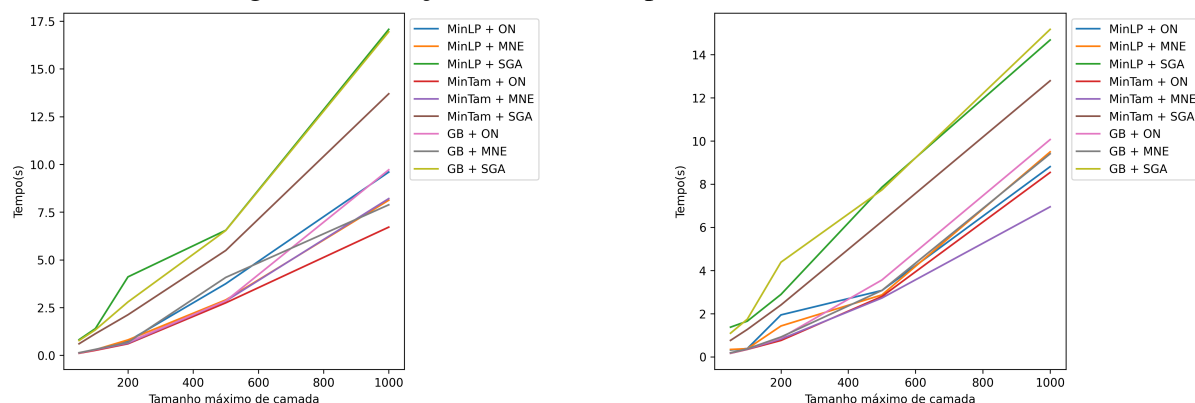 17.5
15.0
12.5
10.0
7.5
5.0
2.5
0.0
Tempo(s)
200
400
600
800
1000
Tamanho máximo de camada
MinLP + ON
MinLP + MNE
MinLP + SGA
MinTam + ON
MinTam + MNE
MinTam + SGA
GB + ON
GB + MNE
GB + SGA
14
12
10
8
6
4
2
0
Tempo(s)
200
400
600
800
1000
Tamanho máximo de camada
MinLP + ON
MinLP + MNE
MinLP + SGA
MinTam + ON
MinTam + MNE
MinTam + SGA
GB + ON
GB + MNE
GB + SGA